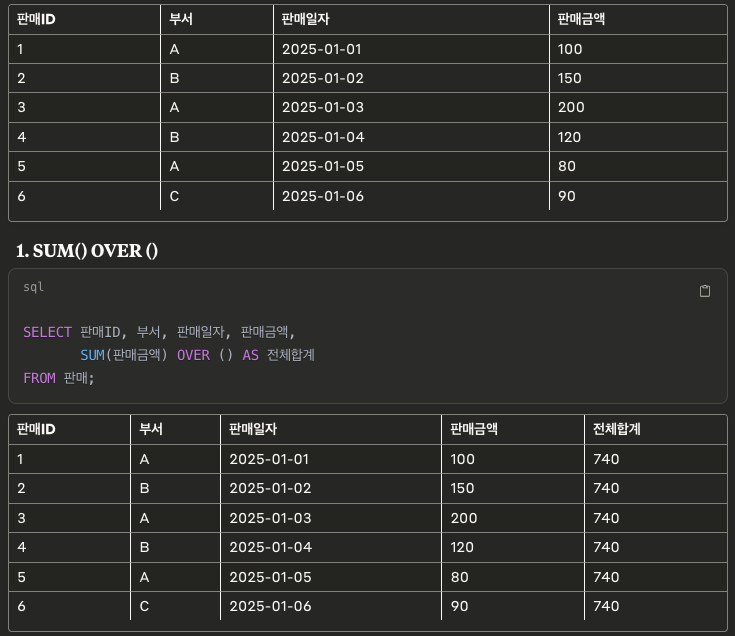 판매ID 부서 판매일자 판매금액
1 A 2025-01-01 100
2 B 2025-01-02 150
3 A 2025-01-03 200
4 B 2025-01-04 120
5 A 2025-01-05 80
6 C 2025-01-06 90
1. SUM() OVER ()
sql
SELECT 판매ID, 부서, 판매일자, 판매금액,
SUM(판매금액) OVER () AS 전체합계
FROM 판매;
판매ID 부서 판매일자 판매금액 전체합계
1 A 2025-01-01 100 740
2 B 2025-01-02 150 740
3 A 2025-01-03 200 740
4 B 2025-01-04 120 740
5 A 2025-01-05 80 740
6 C 2025-01-06 90 740